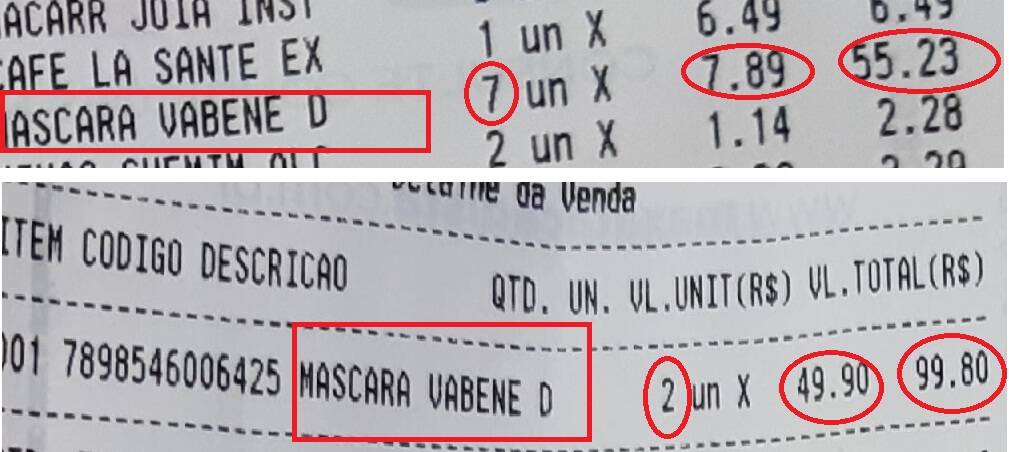 ACARR JOIA INST 1 un X 6.49 6.49
CAFE LA SANTE EX 7 un X 7.89 55.23
MASCARA VABENE D 2 un X 1.14 2.28
Detalhe da Venda
ITEM CODIGO DESCRICAO QTD. UN. VL.UNIT(R$) VL.TOTAL(R$)
001 7898546006425 MASCARA VABENE D 2 un X 49.90 99.80